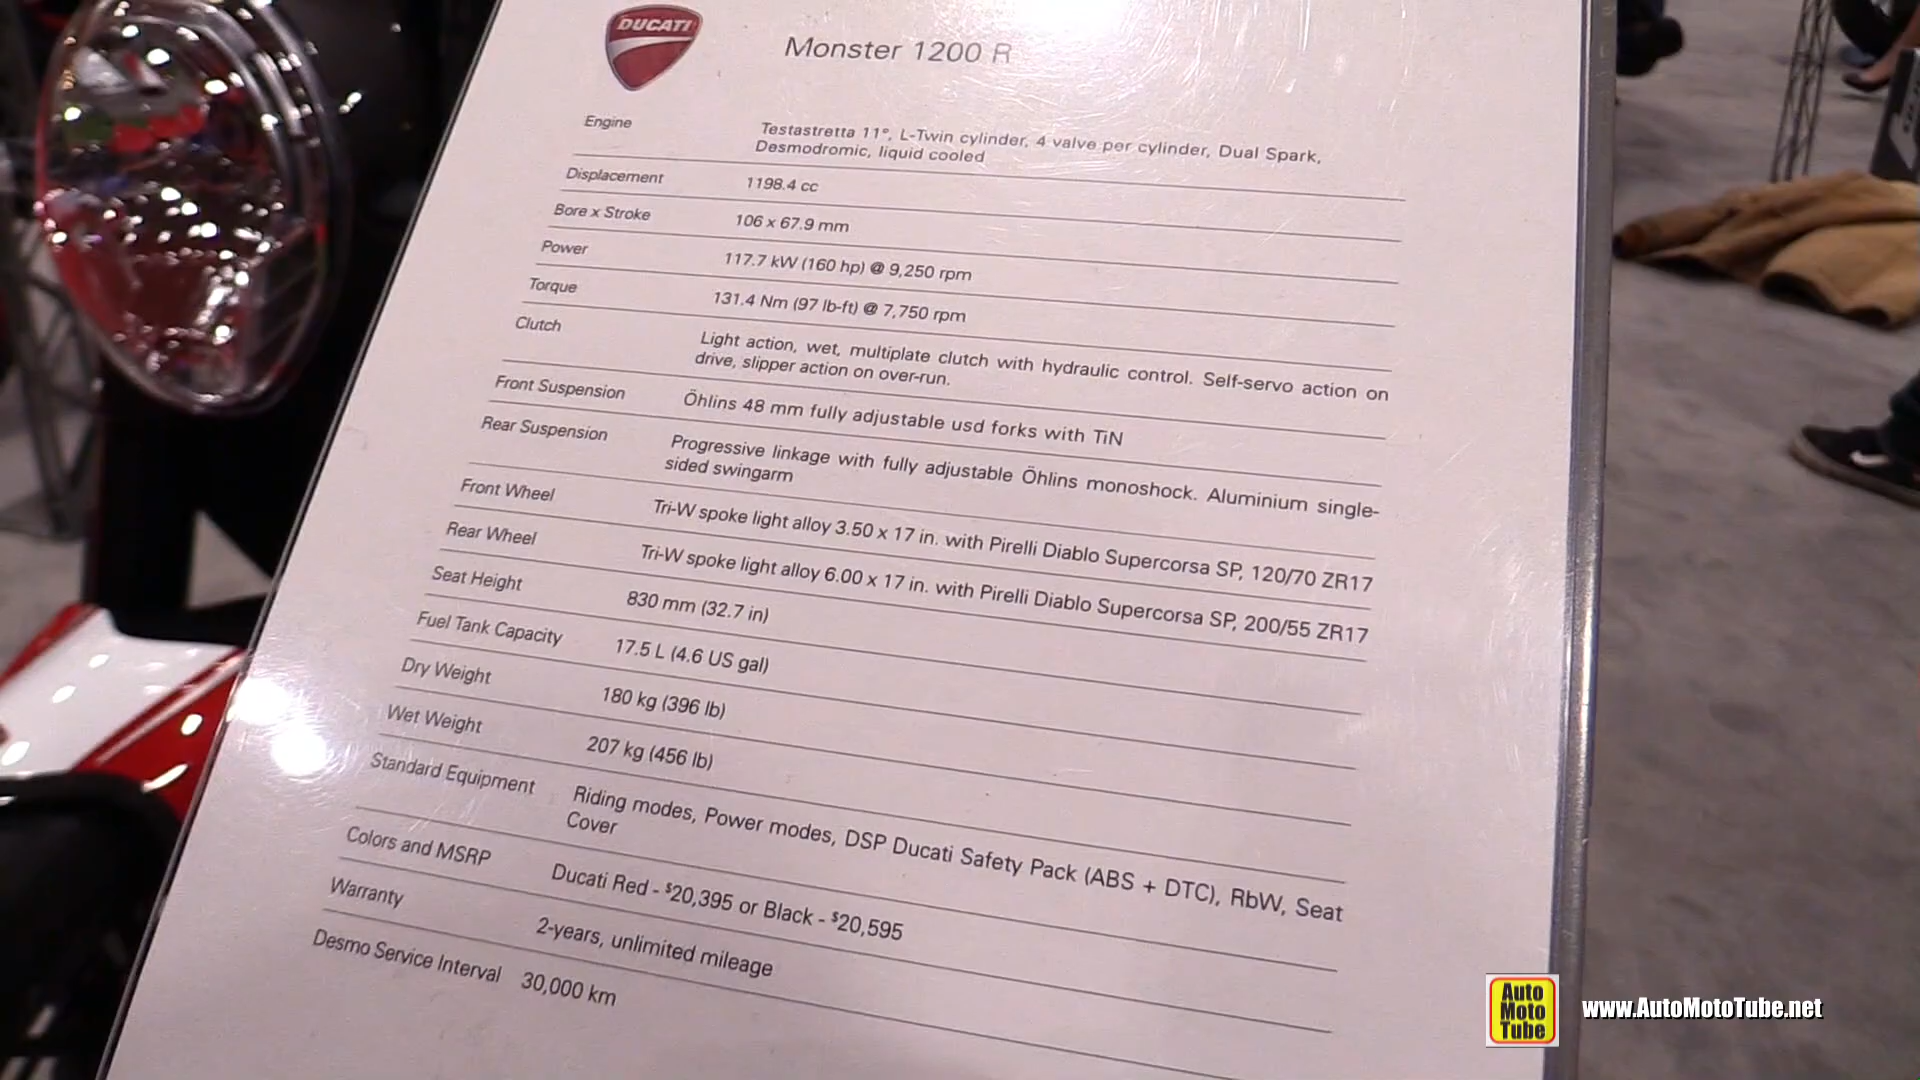 DUCATI
Monster 1200 R
Engine
Testastretta 11°, L-Twin cylinder, 4 valve per cylinder, Dual Spark,
Desmodromic, liquid cooled
Displacement 1198.4 cc
Bore x Stroke 106 x 67.9 mm
Power 117.7 kW (160 hp) @ 9,250 rpm
Torque 131.4 Nm (97 lb-ft) @ 7,750 rpm
Clutch Light action, wet, multiplate clutch with hydraulic control. Self-servo action on
drive, slipper action on over-run.
Front Suspension Öhlins 48 mm fully adjustable usd forks with TiN
Rear Suspension Progressive linkage with fully adjustable Öhlins monoshock. Aluminium single-
sided swingarm
Front Wheel Tri-W spoke light alloy 3.50 x 17 in. with Pirelli Diablo Supercorsa SP, 120/70 ZR17
Rear Wheel Tri-W spoke light alloy 6.00 x 17 in. with Pirelli Diablo Supercorsa SP, 200/55 ZR17
Seat Height 830 mm (32.7 in)
Fuel Tank Capacity 17.5 L (4.6 US gal)
Dry Weight 180 kg (396 lb)
Wet Weight 207 kg (456 lb)
Standard Equipment Riding modes, Power modes, DSP Ducati Safety Pack (ABS + DTC), RbW, Seat
Cover
Colors and MSRP Ducati Red - $20,395 or Black - $20,595
Warranty 2-years, unlimited mileage
Desmo Service Interval 30,000 km
Auto
Moto
Tube
www.AutoMotoTube.net